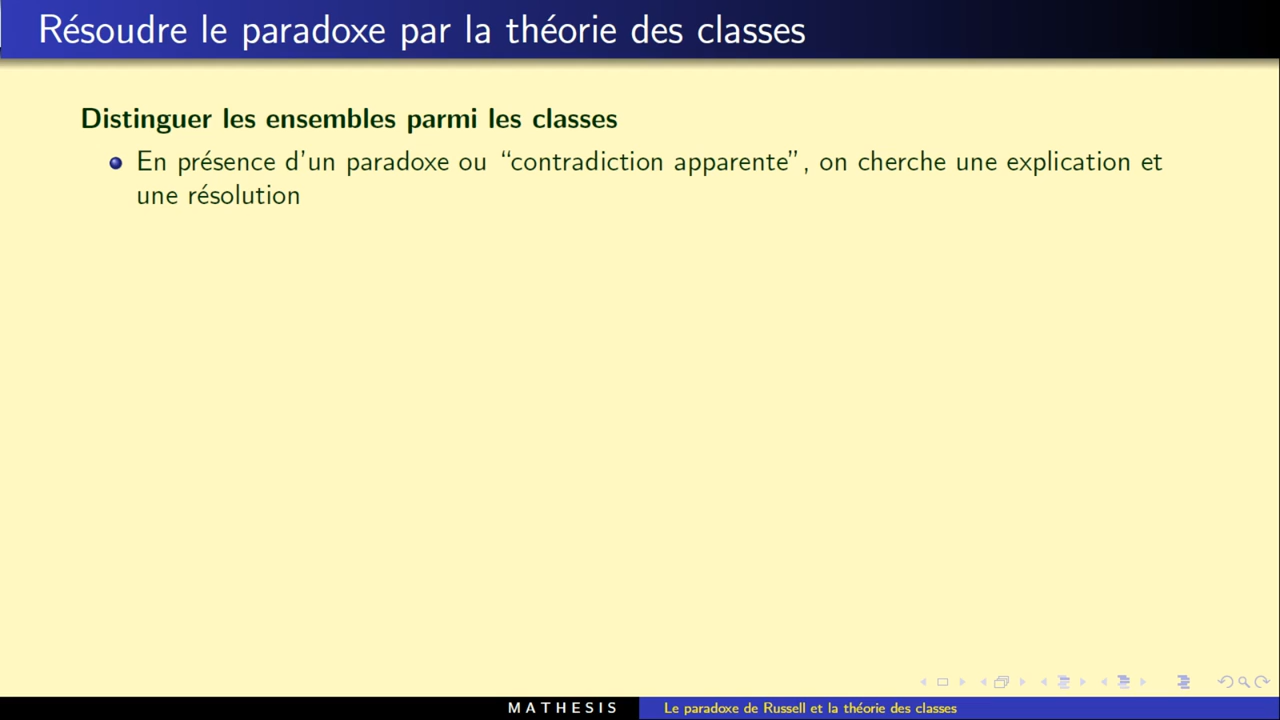 Résoudre le paradoxe par la théorie des classes
Distinguer les ensembles parmi les classes
En présence d'un paradoxe ou “contradiction apparente”, on cherche une explication et
une résolution
MATHESIS
Le paradoxe de Russell et la théorie des classes